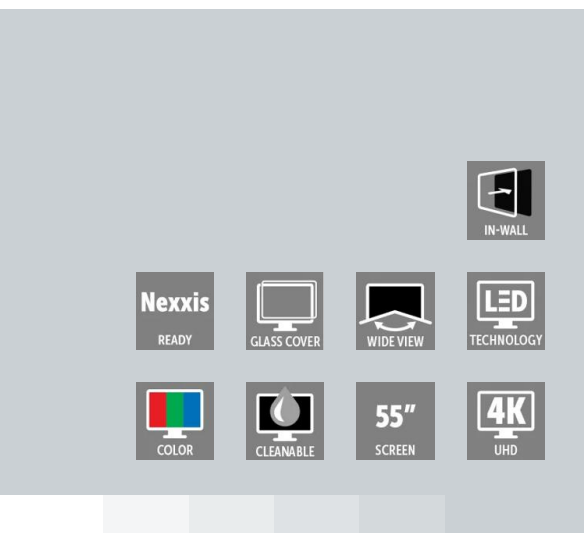 IN-WALL
Nexxis
READY
GLASS COVER
WIDE VIEW
LED
TECHNOLOGY
COLOR
CLEANABLE
55"
SCREEN
4K
UHD